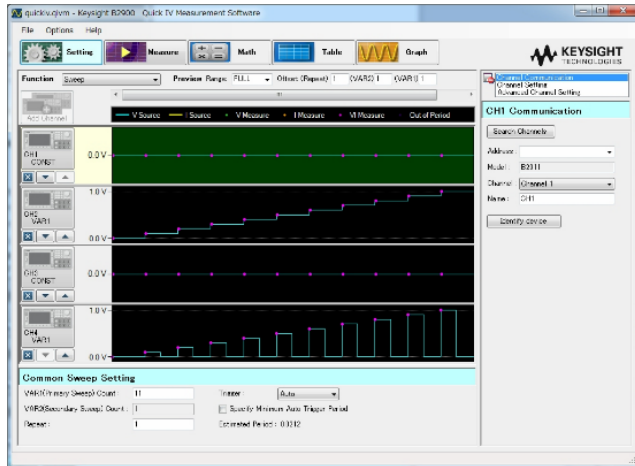 quickiv.qivm - Keysight B2900 Quick IV Measurement Software
File Options Help
Setting Measure Math Table Graph
KEYSIGHT
TECHNOLOGIES
Function Sweep Preview Range: FULL Offset: (Repeat) 1 (VAR2) 1 (VAR1) 1
Add Channel
V Source I Source V Measure I Measure VI Measure Out of Period
CH1
CONST
0.0 V
1.0 V
CH2
VAR1
0.0 V
CH3
CONST
0.0 V
1.0 V
CH4
VAR1
0.0 V
Common Sweep Setting
VAR1(Primary Sweep) Count: 11 Trigger: Auto
VAR2(Secondary Sweep) Count: 1 Specify Minimum Auto Trigger Period
Repeat: 1 Estimated Period: 0.0212
Channel Communication
Channel Setting
Advanced Channel Setting
CH1 Communication
Search Channels
Address:
Model: B2911
Channel: Channel 1
Name: CH1
Identify device